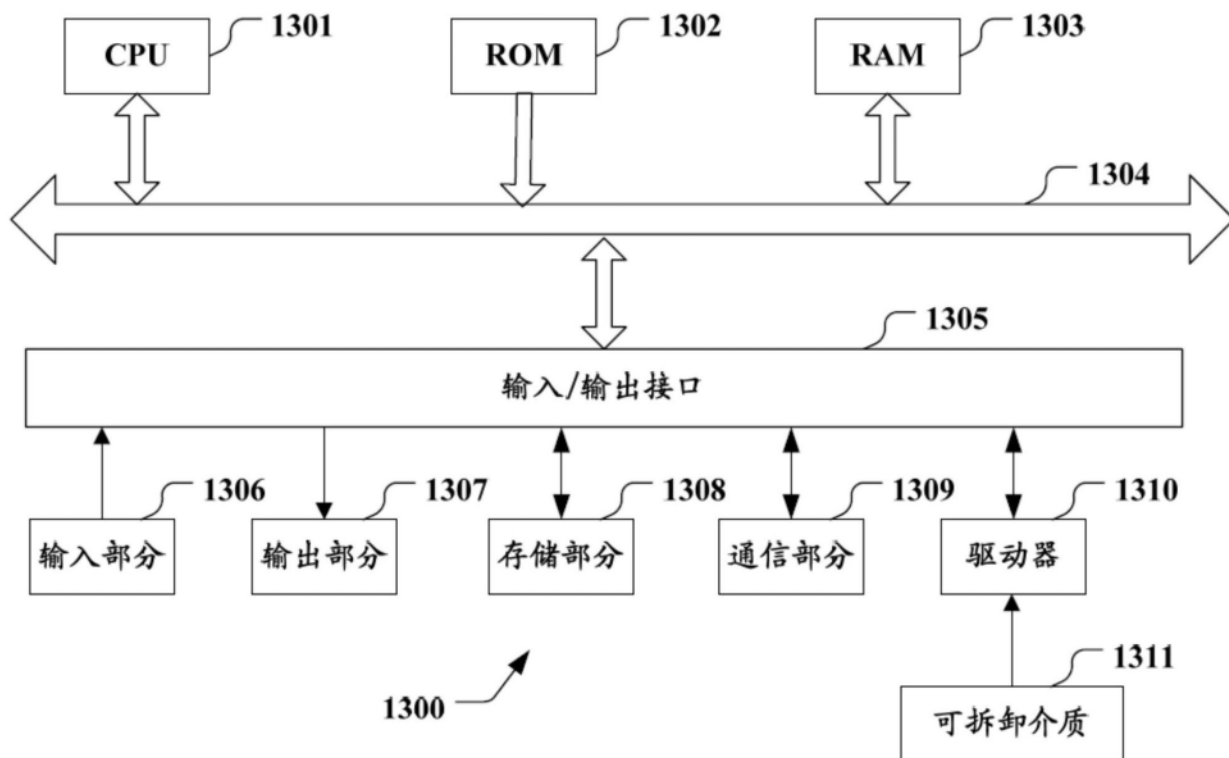 CPU 1301
ROM 1302
RAM 1303
1304
1305
输入/输出接口
1306
1307
1308
1309
1310
输入部分
输出部分
存储部分
通信部分
驱动器
1311
1300
可拆卸介质